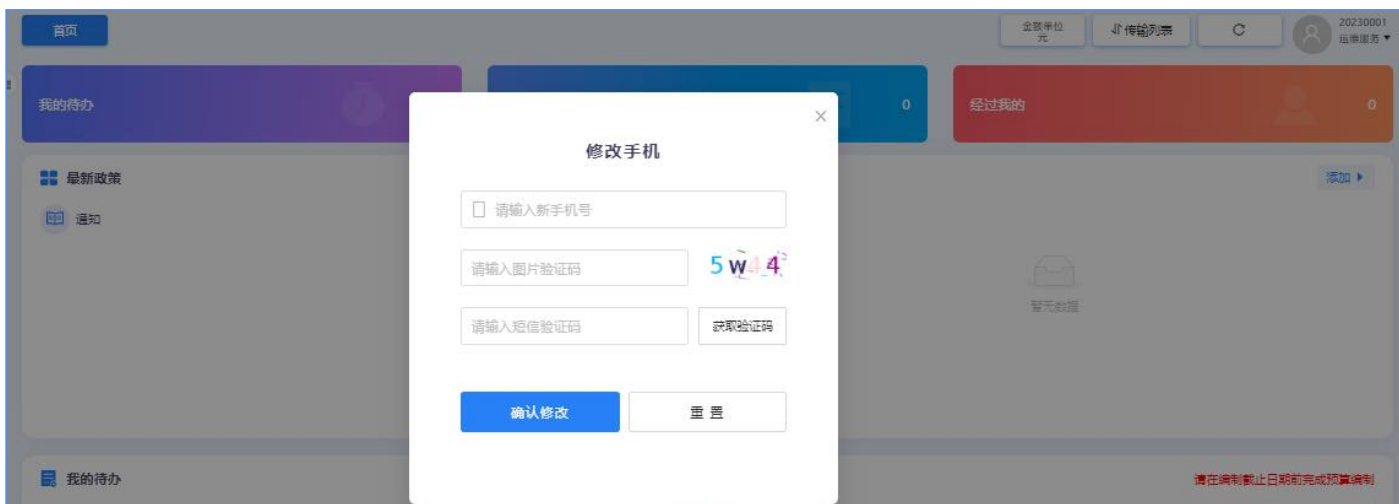 首页
金额单位
元
传输列表
20230001
运维服务
我的待办
0
经过我的
0
修改手机
最新政策
添加
请输入新手机号
通知
请输入图片验证码
5w44
暂无数据
请输入短信验证码
获取验证码
确认修改
重置
我的待办
请在编制截止日期前完成预算编制